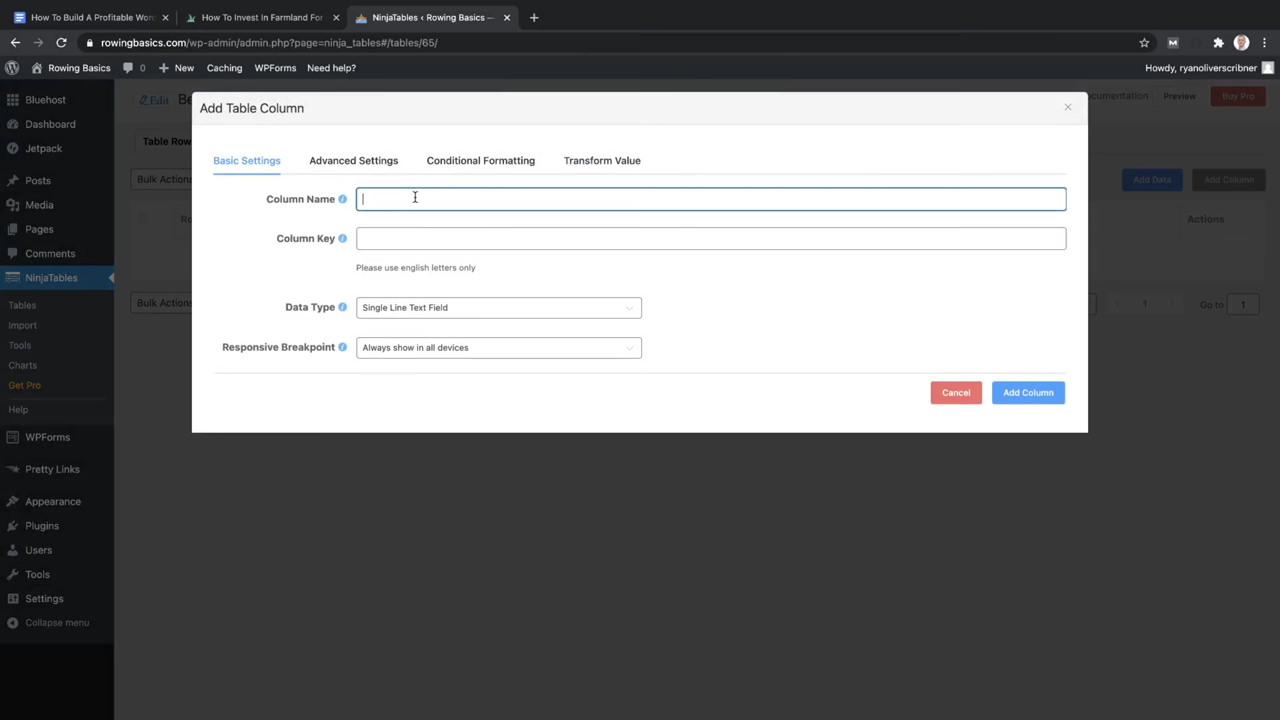 How To Build A Profitable Wor
How To Invest In Farmland For
NinjaTables ‹ Rowing Basics —
rowingbasics.com/wp-admin/admin.php?page=ninja_tables#/tables/65/
Rowing Basics
0
New
Caching
WPForms
Need help?
Howdy, ryanoliverscribner
Bluehost
Dashboard
Jetpack
Posts
Media
Pages
Comments
NinjaTables
Tables
Import
Tools
Charts
Get Pro
Help
WPForms
Pretty Links
Appearance
Plugins
Users
Tools
Settings
Collapse menu
Edit
Be
cumentation
Preview
Buy Pro
Table Row
Bulk Actions
Add Data
Add Column
Ro
Actions
Bulk Actions
1
Go to
1
Add Table Column
Basic Settings
Advanced Settings
Conditional Formatting
Transform Value
Column Name
Column Key
Please use english letters only
Data Type
Single Line Text Field
Responsive Breakpoint
Always show in all devices
Cancel
Add Column